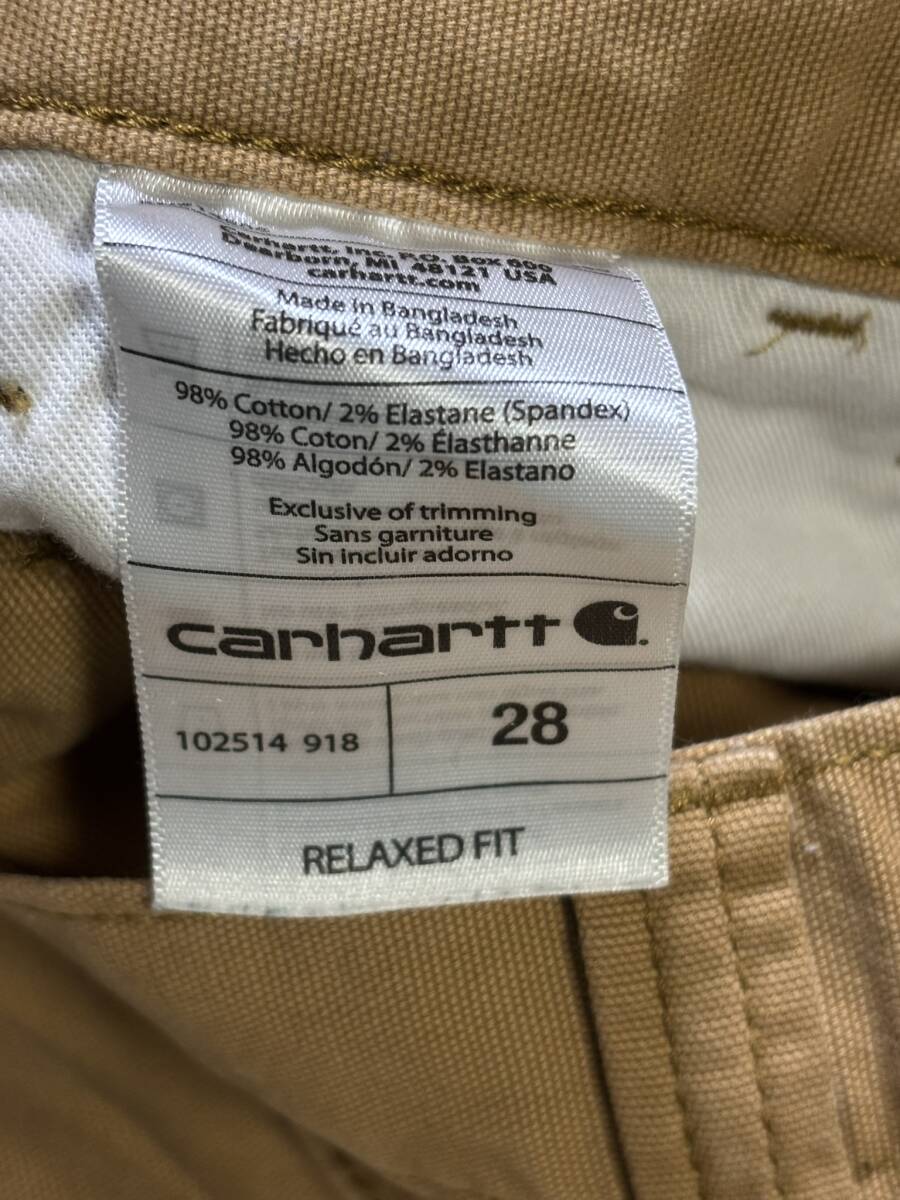 Carhartt, Inc. P.O. Box 600
Dearborn, MI 48121 USA
carhartt.com
Made in Bangladesh
Fabriqué au Bangladesh
Hecho en Bangladesh
98% Cotton/ 2% Elastane (Spandex)
98% Coton/ 2% Élasthanne
98% Algodón/ 2% Elastano
Exclusive of trimming
Sans garniture
Sin incluir adorno
carhartt
102514 918
28
RELAXED FIT